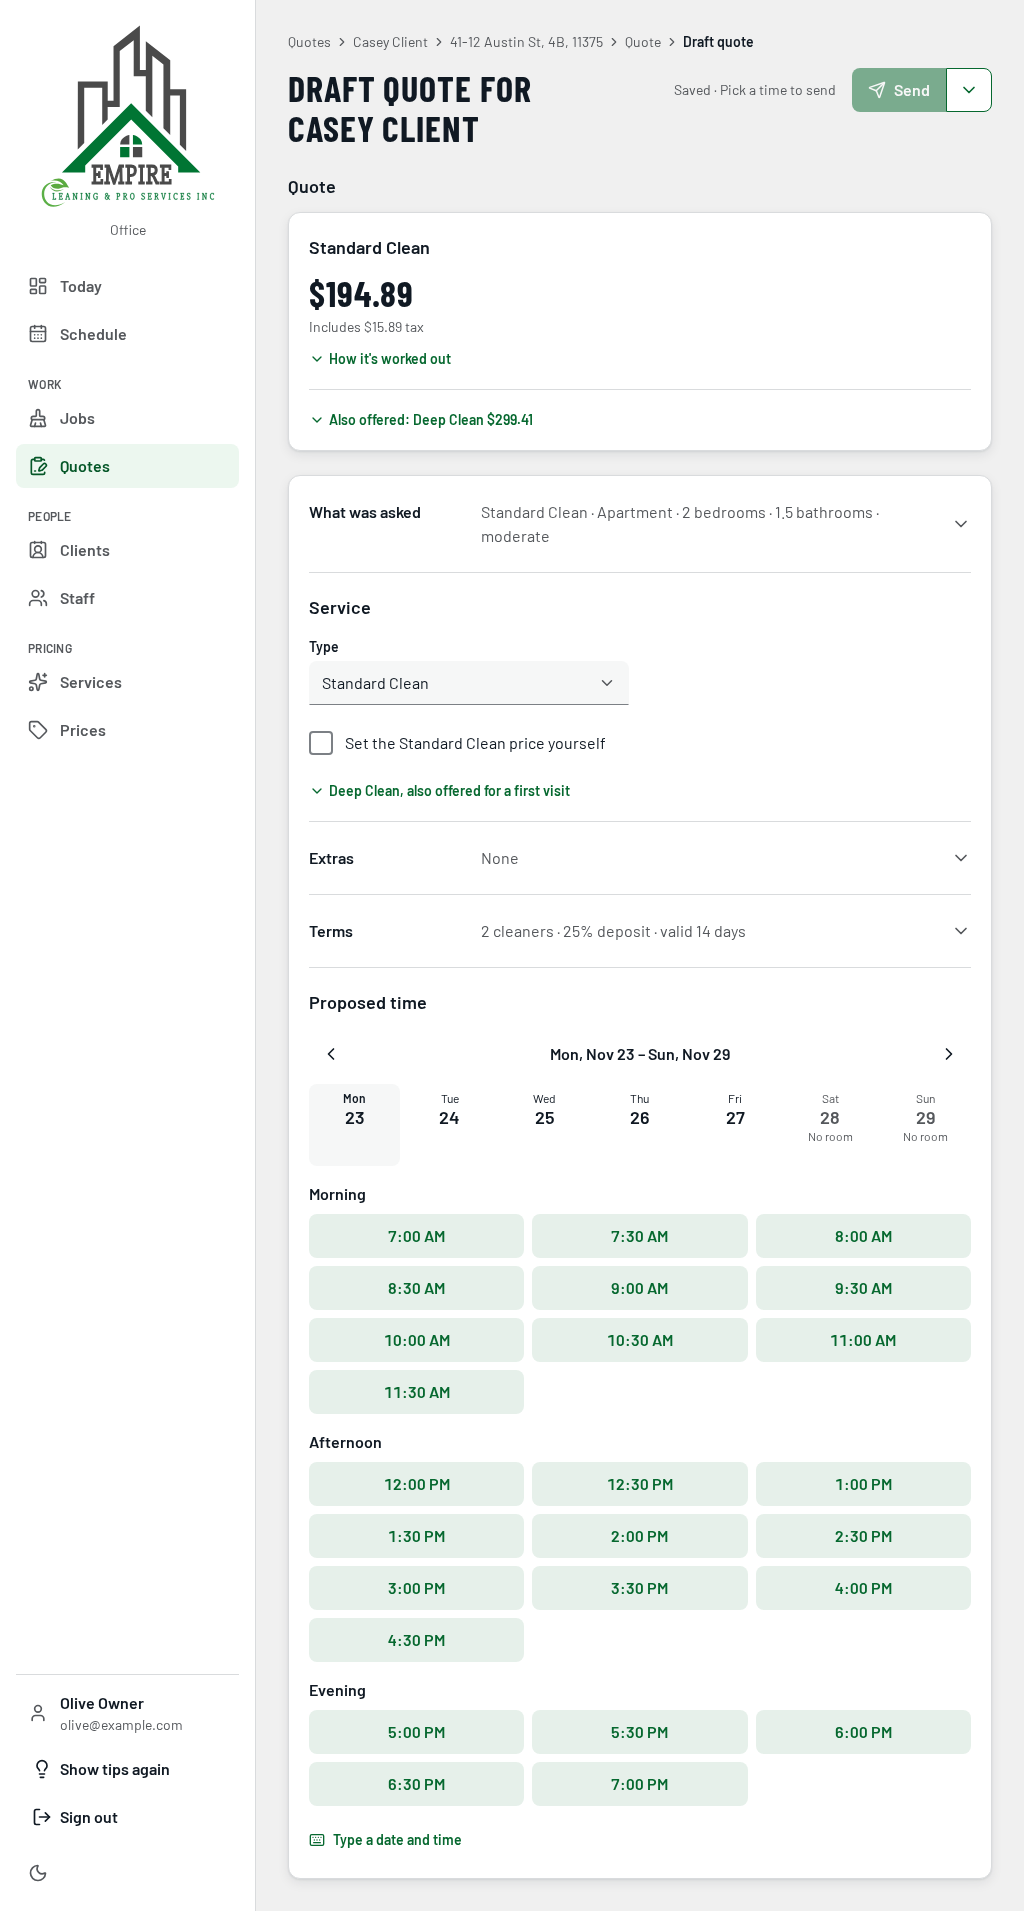 EMPIRE
LEANING & PRO SERVICES INC
Office
Today
Schedule
WORK
Jobs
Quotes
PEOPLE
Clients
Staff
PRICING
Services
Prices
Olive Owner
olive@example.com
Show tips again
Sign out
Quotes > Casey Client > 41-12 Austin St, 4B, 11375 > Quote > Draft quote
DRAFT QUOTE FOR
CASEY CLIENT
Saved · Pick a time to send
Send
Quote
Standard Clean
$194.89
Includes $15.89 tax
How it's worked out
Also offered: Deep Clean $299.41
What was asked
Standard Clean · Apartment · 2 bedrooms · 1.5 bathrooms ·
moderate
Service
Type
Standard Clean
Set the Standard Clean price yourself
Deep Clean, also offered for a first visit
Extras
None
Terms
2 cleaners · 25% deposit · valid 14 days
Proposed time
Mon, Nov 23 – Sun, Nov 29
Mon Tue Wed Thu Fri Sat Sun
23 24 25 26 27 28 29
No room No room
Morning
7:00 AM 7:30 AM 8:00 AM
8:30 AM 9:00 AM 9:30 AM
10:00 AM 10:30 AM 11:00 AM
11:30 AM
Afternoon
12:00 PM 12:30 PM 1:00 PM
1:30 PM 2:00 PM 2:30 PM
3:00 PM 3:30 PM 4:00 PM
4:30 PM
Evening
5:00 PM 5:30 PM 6:00 PM
6:30 PM 7:00 PM
Type a date and time